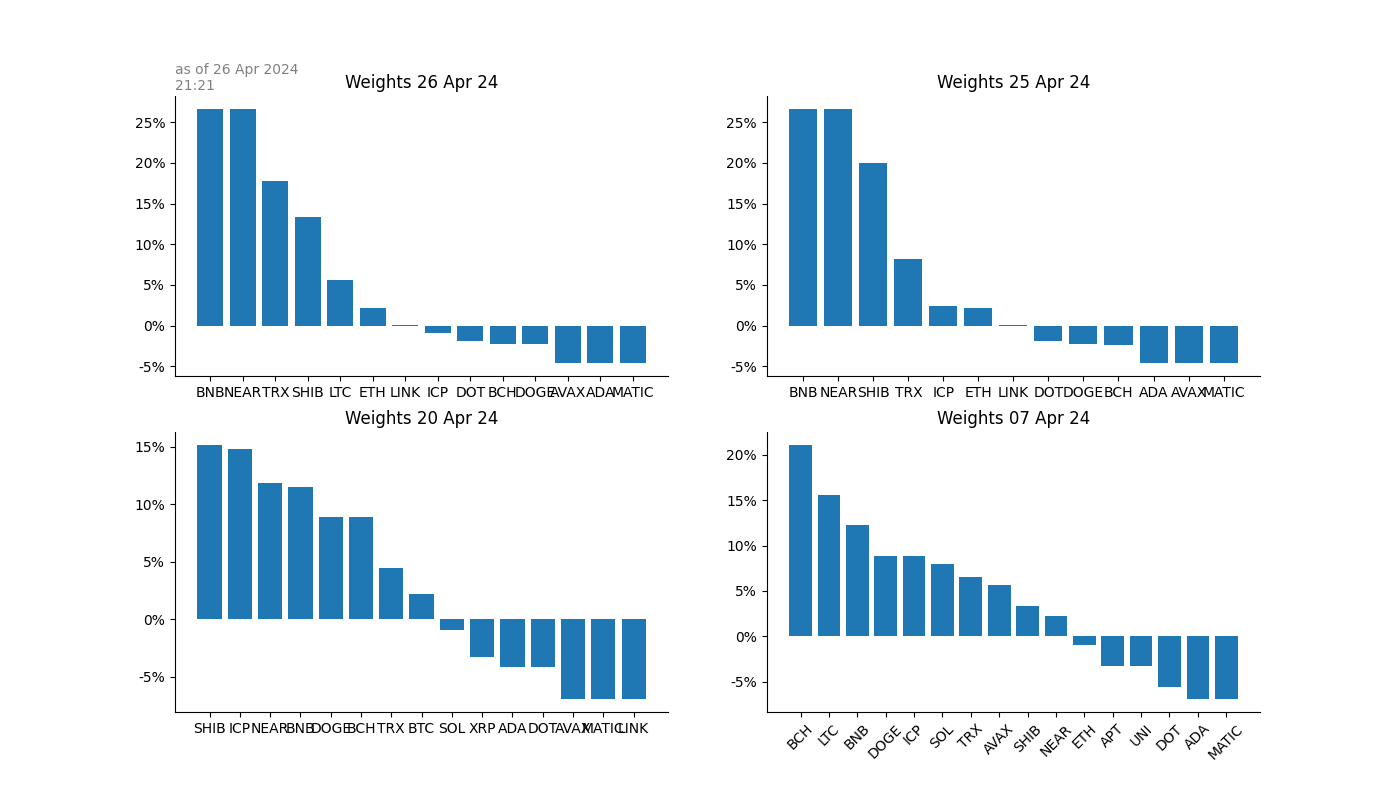 as of 26 Apr 2024
21:21
Weights 26 Apr 24
25%
20%
15%
10%
5%
0%
-5%
BNB NEAR TRX SHIB LTC ETH LINK ICP DOT BCH DOGE AVAX ADA MATIC
Weights 25 Apr 24
25%
20%
15%
10%
5%
0%
-5%
BNB NEAR SHIB TRX ICP ETH LINK DOT DOGE BCH ADA AVAX MATIC
Weights 20 Apr 24
15%
10%
5%
0%
-5%
SHIB ICP NEAR BNB DOGE BCH TRX BTC SOL XRP ADA DOT AVAX MATIC LINK
Weights 07 Apr 24
20%
15%
10%
5%
0%
-5%
BCH LTC BNB DOGE ICP SOL TRX AVAX SHIB NEAR ETH APT UNI DOT ADA MATIC